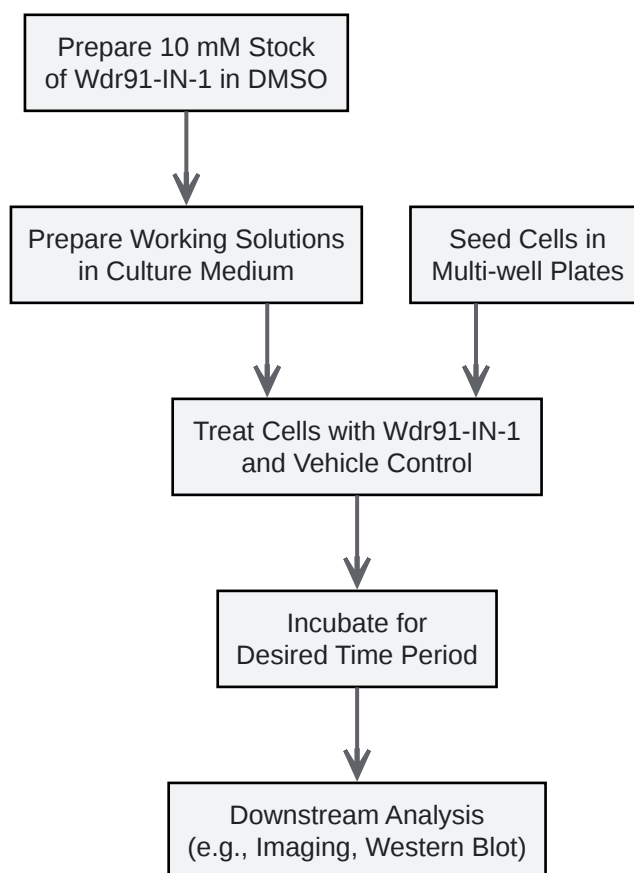 Prepare 10 mM Stock
of Wdr91-IN-1 in DMSO
Prepare Working Solutions
in Culture Medium
Seed Cells in
Multi-well Plates
Treat Cells with Wdr91-IN-1
and Vehicle Control
Incubate for
Desired Time Period
Downstream Analysis
(e.g., Imaging, Western Blot)